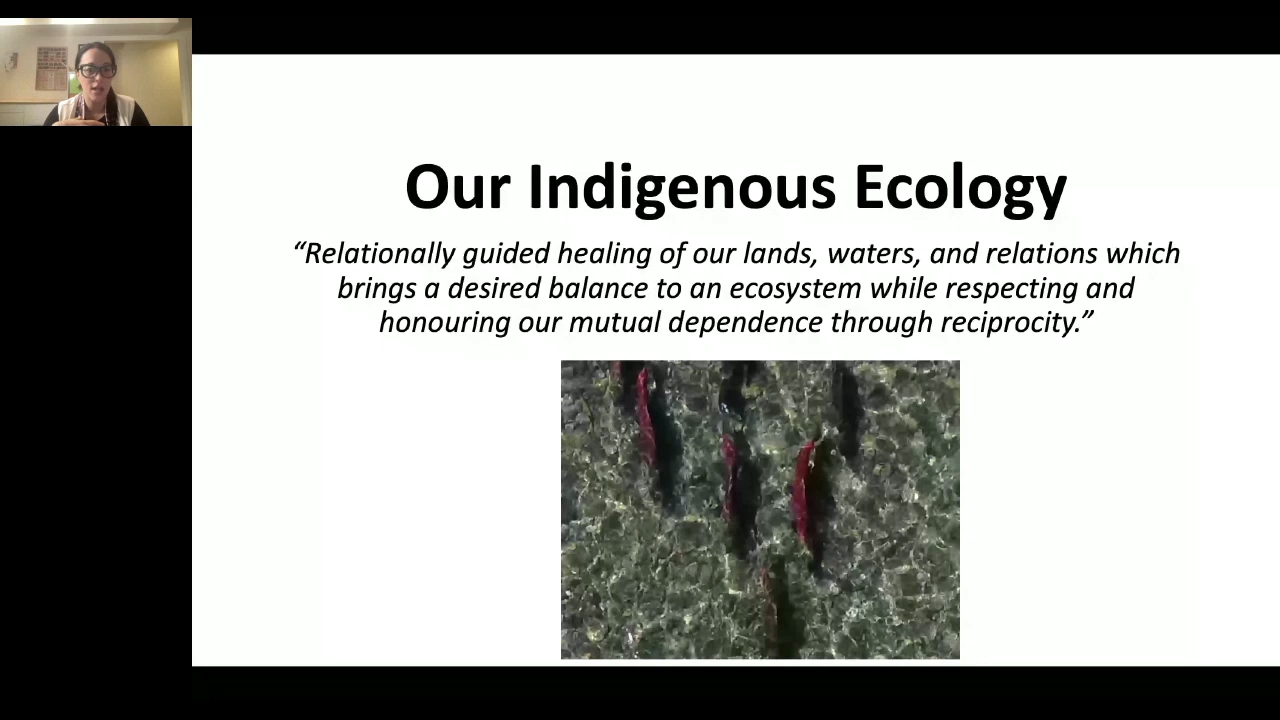 Our Indigenous Ecology
“Relationally guided healing of our lands, waters, and relations which
brings a desired balance to an ecosystem while respecting and
honouring our mutual dependence through reciprocity.”